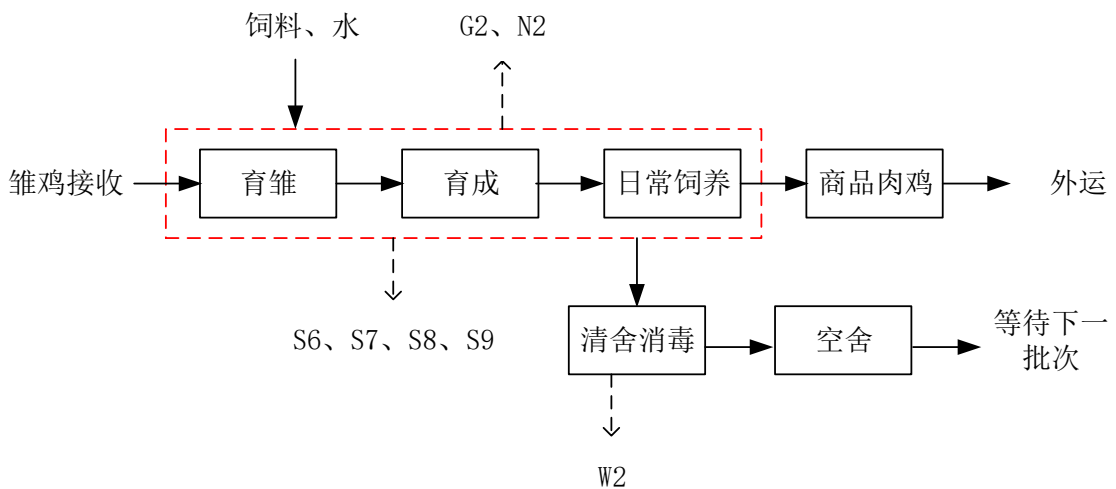 饲料、水
G2、N2
雏鸡接收
育雏
育成
日常饲养
商品肉鸡
外运
S6、S7、S8、S9
清舍消毒
空舍
等待下一
批次
W2